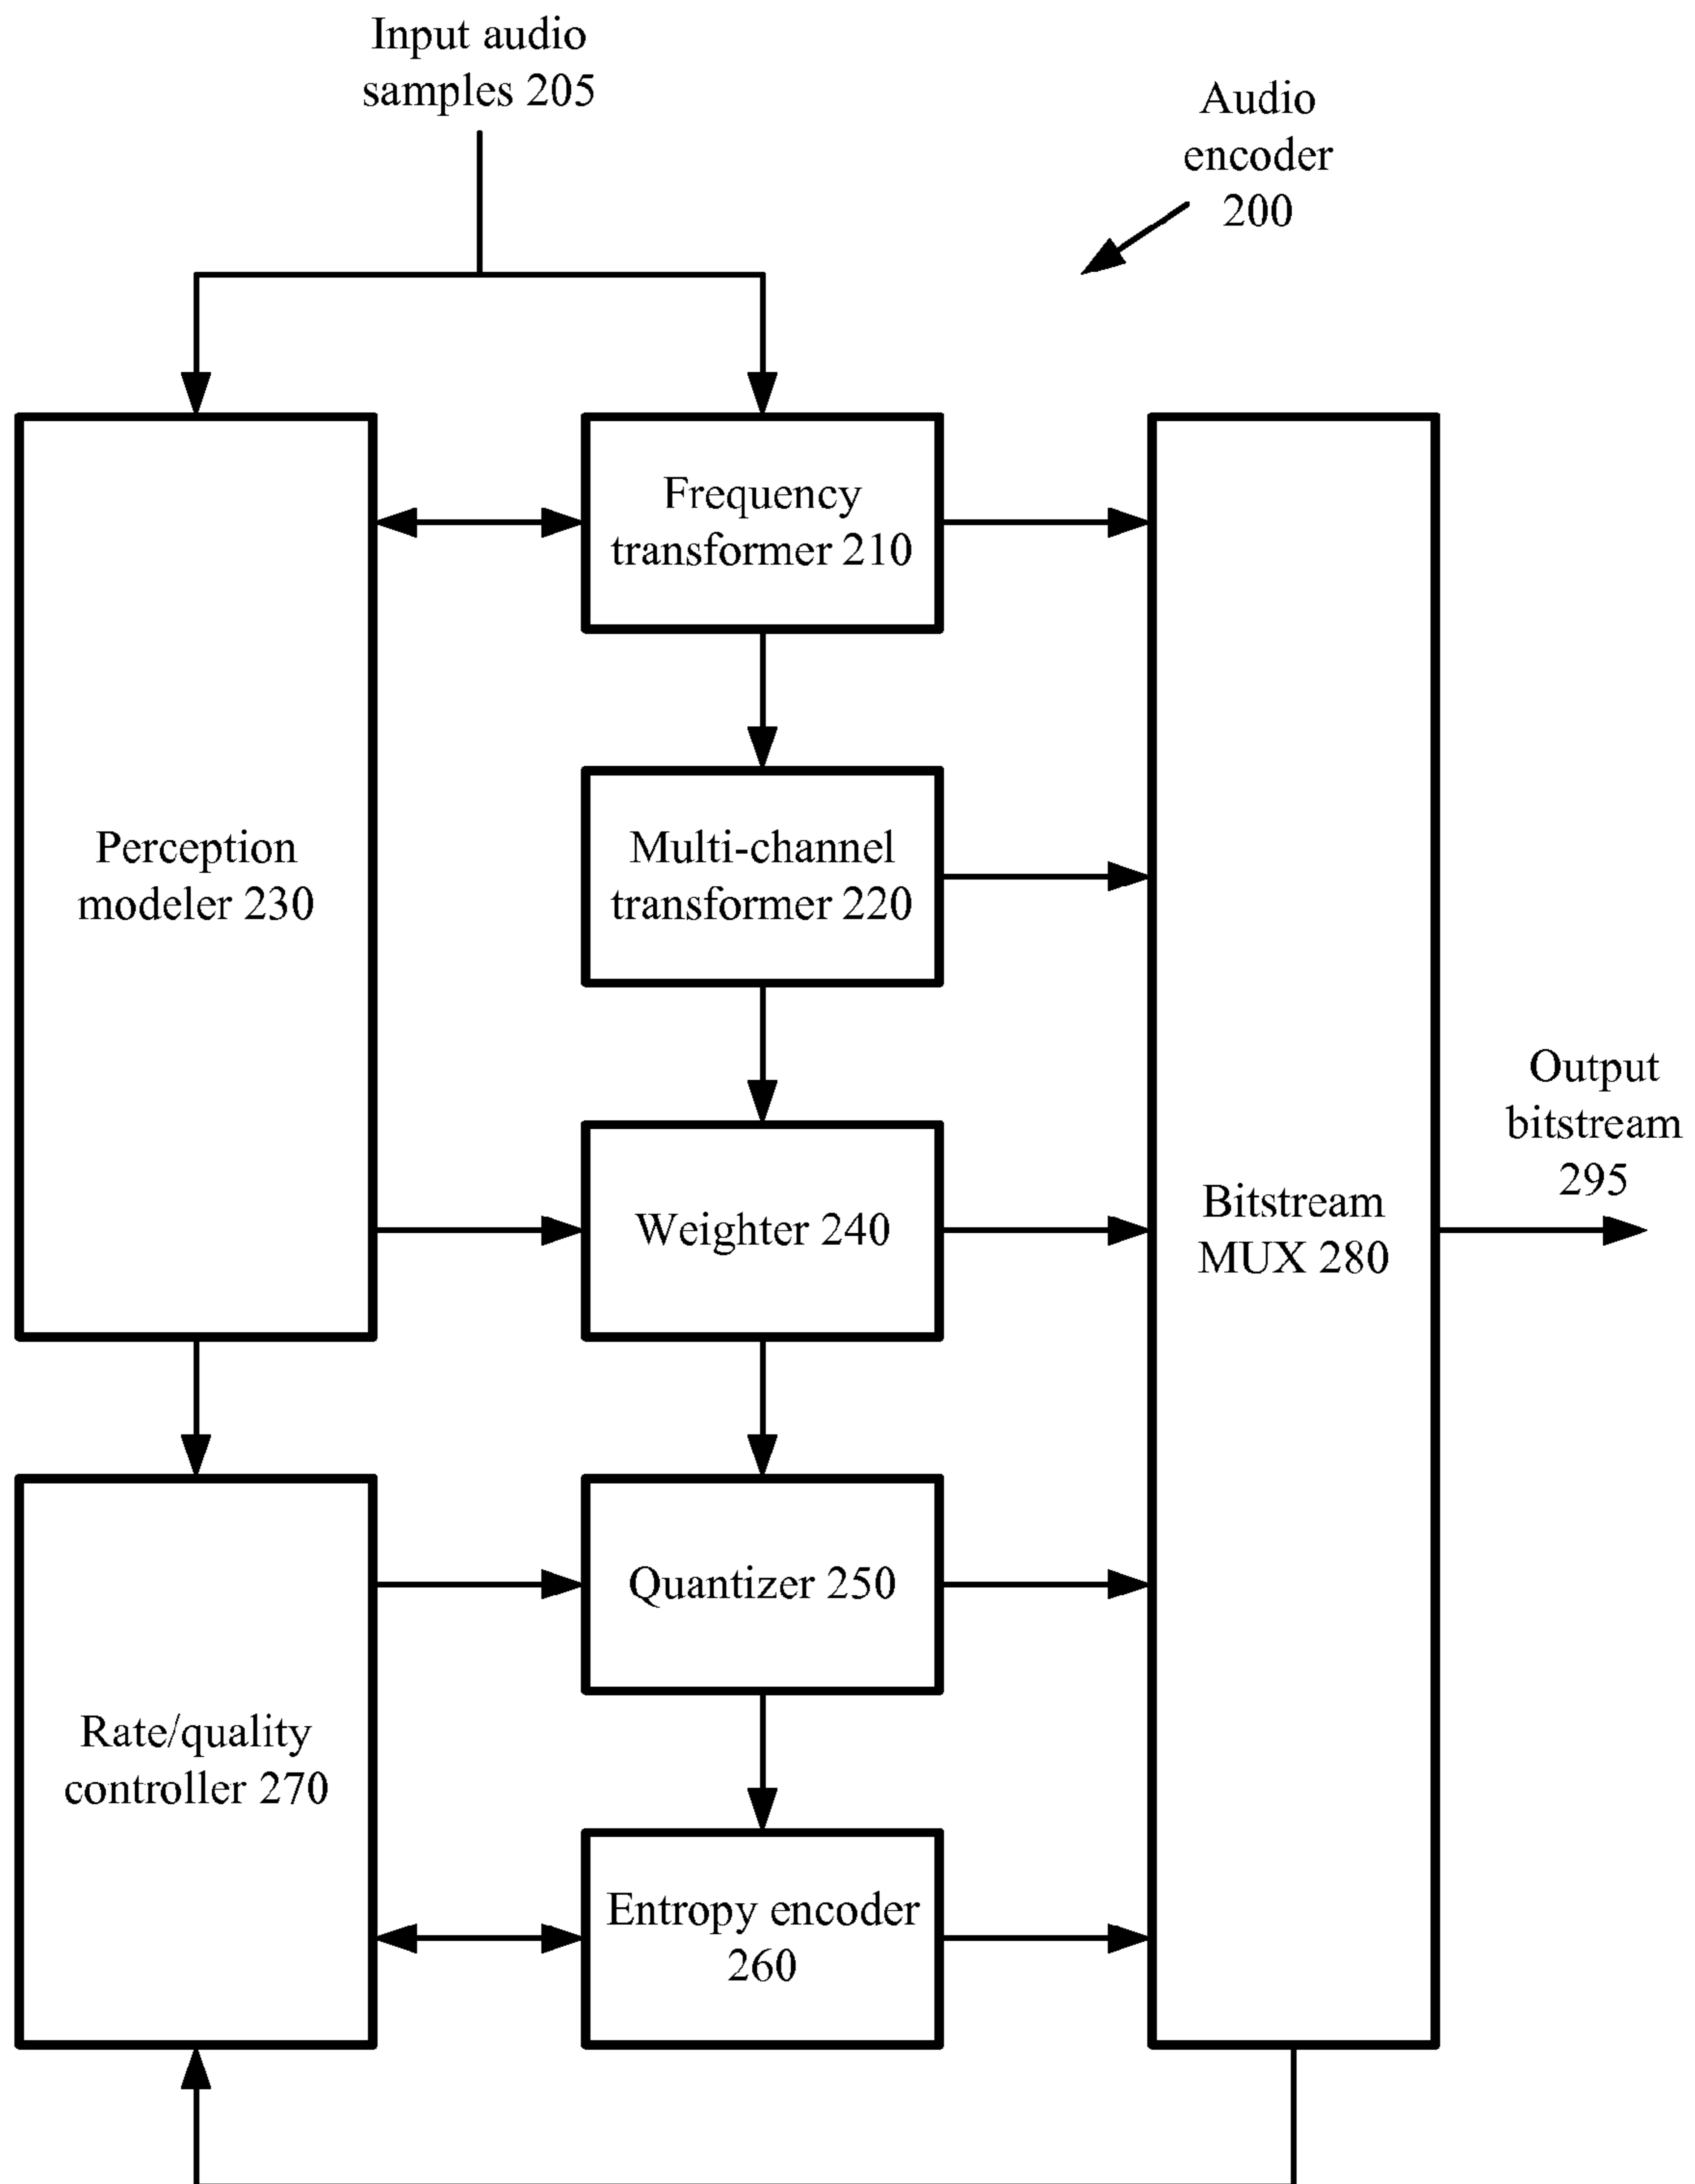 Input audio
samples 205
Audio
encoder
200
Frequency
transformer 210
Perception
modeler 230
Multi-channel
transformer 220
Output
bitstream
295
Weighter 240
Bitstream
MUX 280
Quantizer 250
Rate/quality
controller 270
Entropy encoder
260